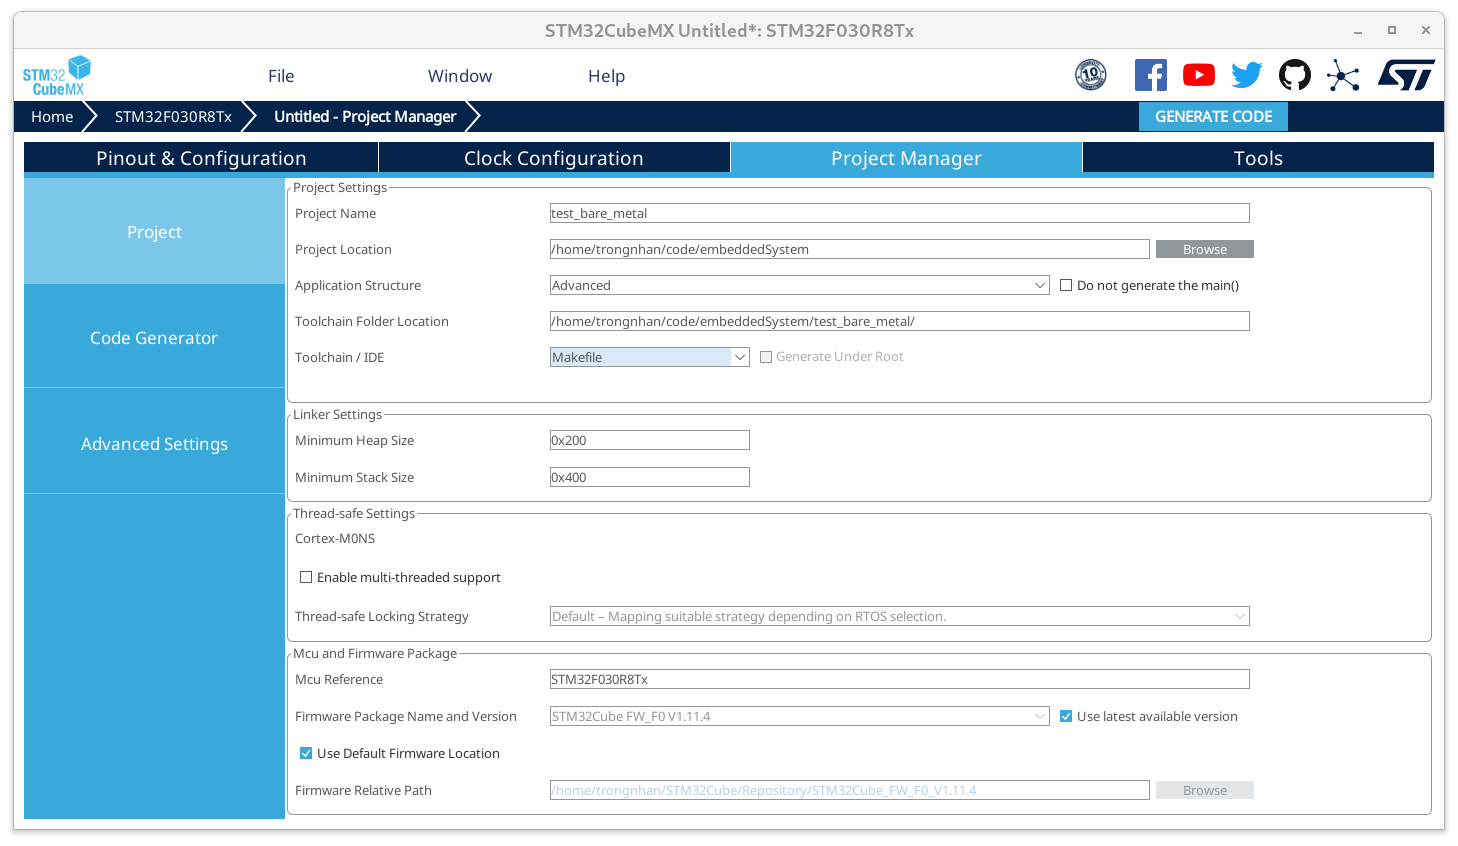 STM32CubeMX Untitled*: STM32F030R8Tx
STM32
CubeMX
File Window Help
10
YEARS
Home STM32F030R8Tx Untitled - Project Manager GENERATE CODE
Pinout & Configuration Clock Configuration Project Manager Tools
Project
Code Generator
Advanced Settings
Project Settings
Project Name test_bare_metal
Project Location /home/trongnhan/code/embeddedSystem Browse
Application Structure Advanced Do not generate the main()
Toolchain Folder Location /home/trongnhan/code/embeddedSystem/test_bare_metal/
Toolchain / IDE Makefile Generate Under Root
Linker Settings
Minimum Heap Size 0x200
Minimum Stack Size 0x400
Thread-safe Settings
Cortex-M0NS
Enable multi-threaded support
Thread-safe Locking Strategy Default – Mapping suitable strategy depending on RTOS selection.
Mcu and Firmware Package
Mcu Reference STM32F030R8Tx
Firmware Package Name and Version STM32Cube FW_F0 V1.11.4 Use latest available version
Use Default Firmware Location
Firmware Relative Path /home/trongnhan/STM32Cube/Repository/STM32Cube_FW_F0_V1.11.4 Browse